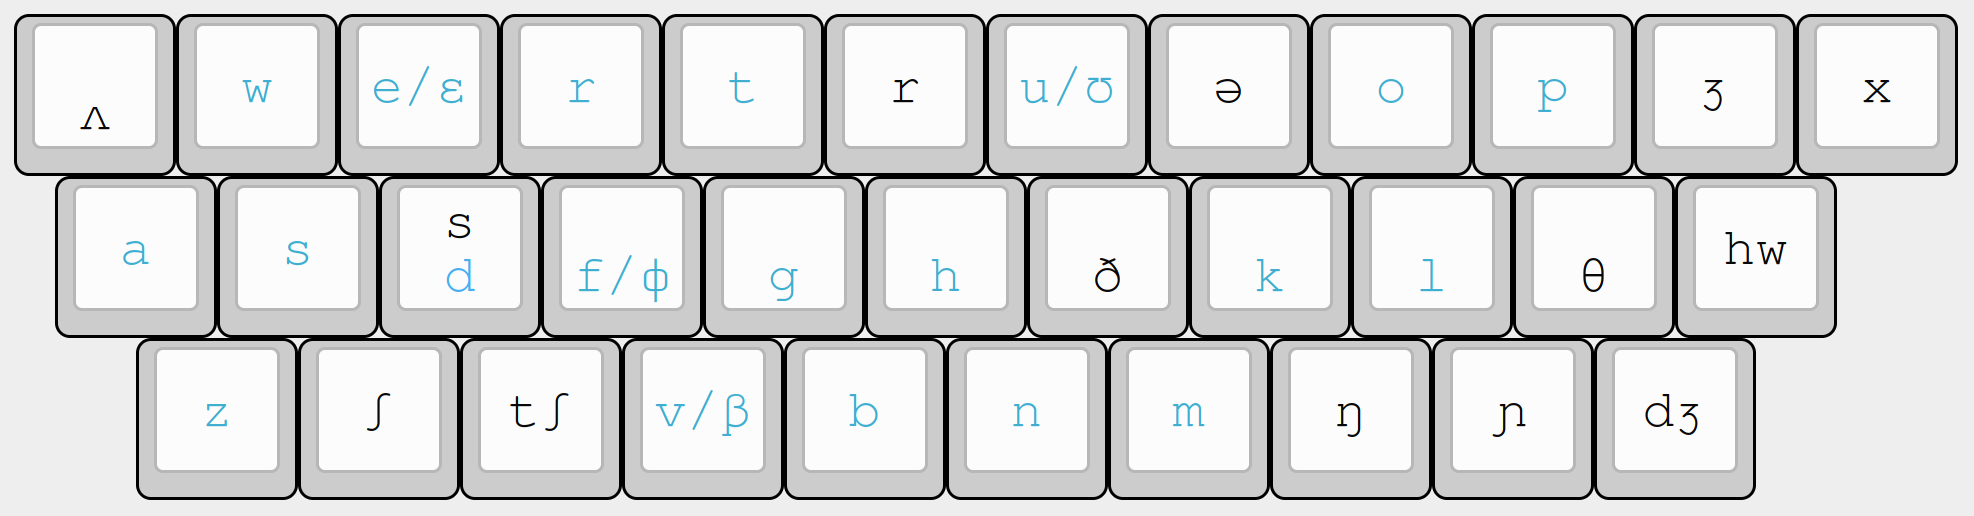 ʌ w e/ɛ r t r u/ʊ ə o p ʒ x
a s s d f/ɸ g h ð k l θ hw
z ʃ tʃ v/β b n m ŋ ɲ dʒ